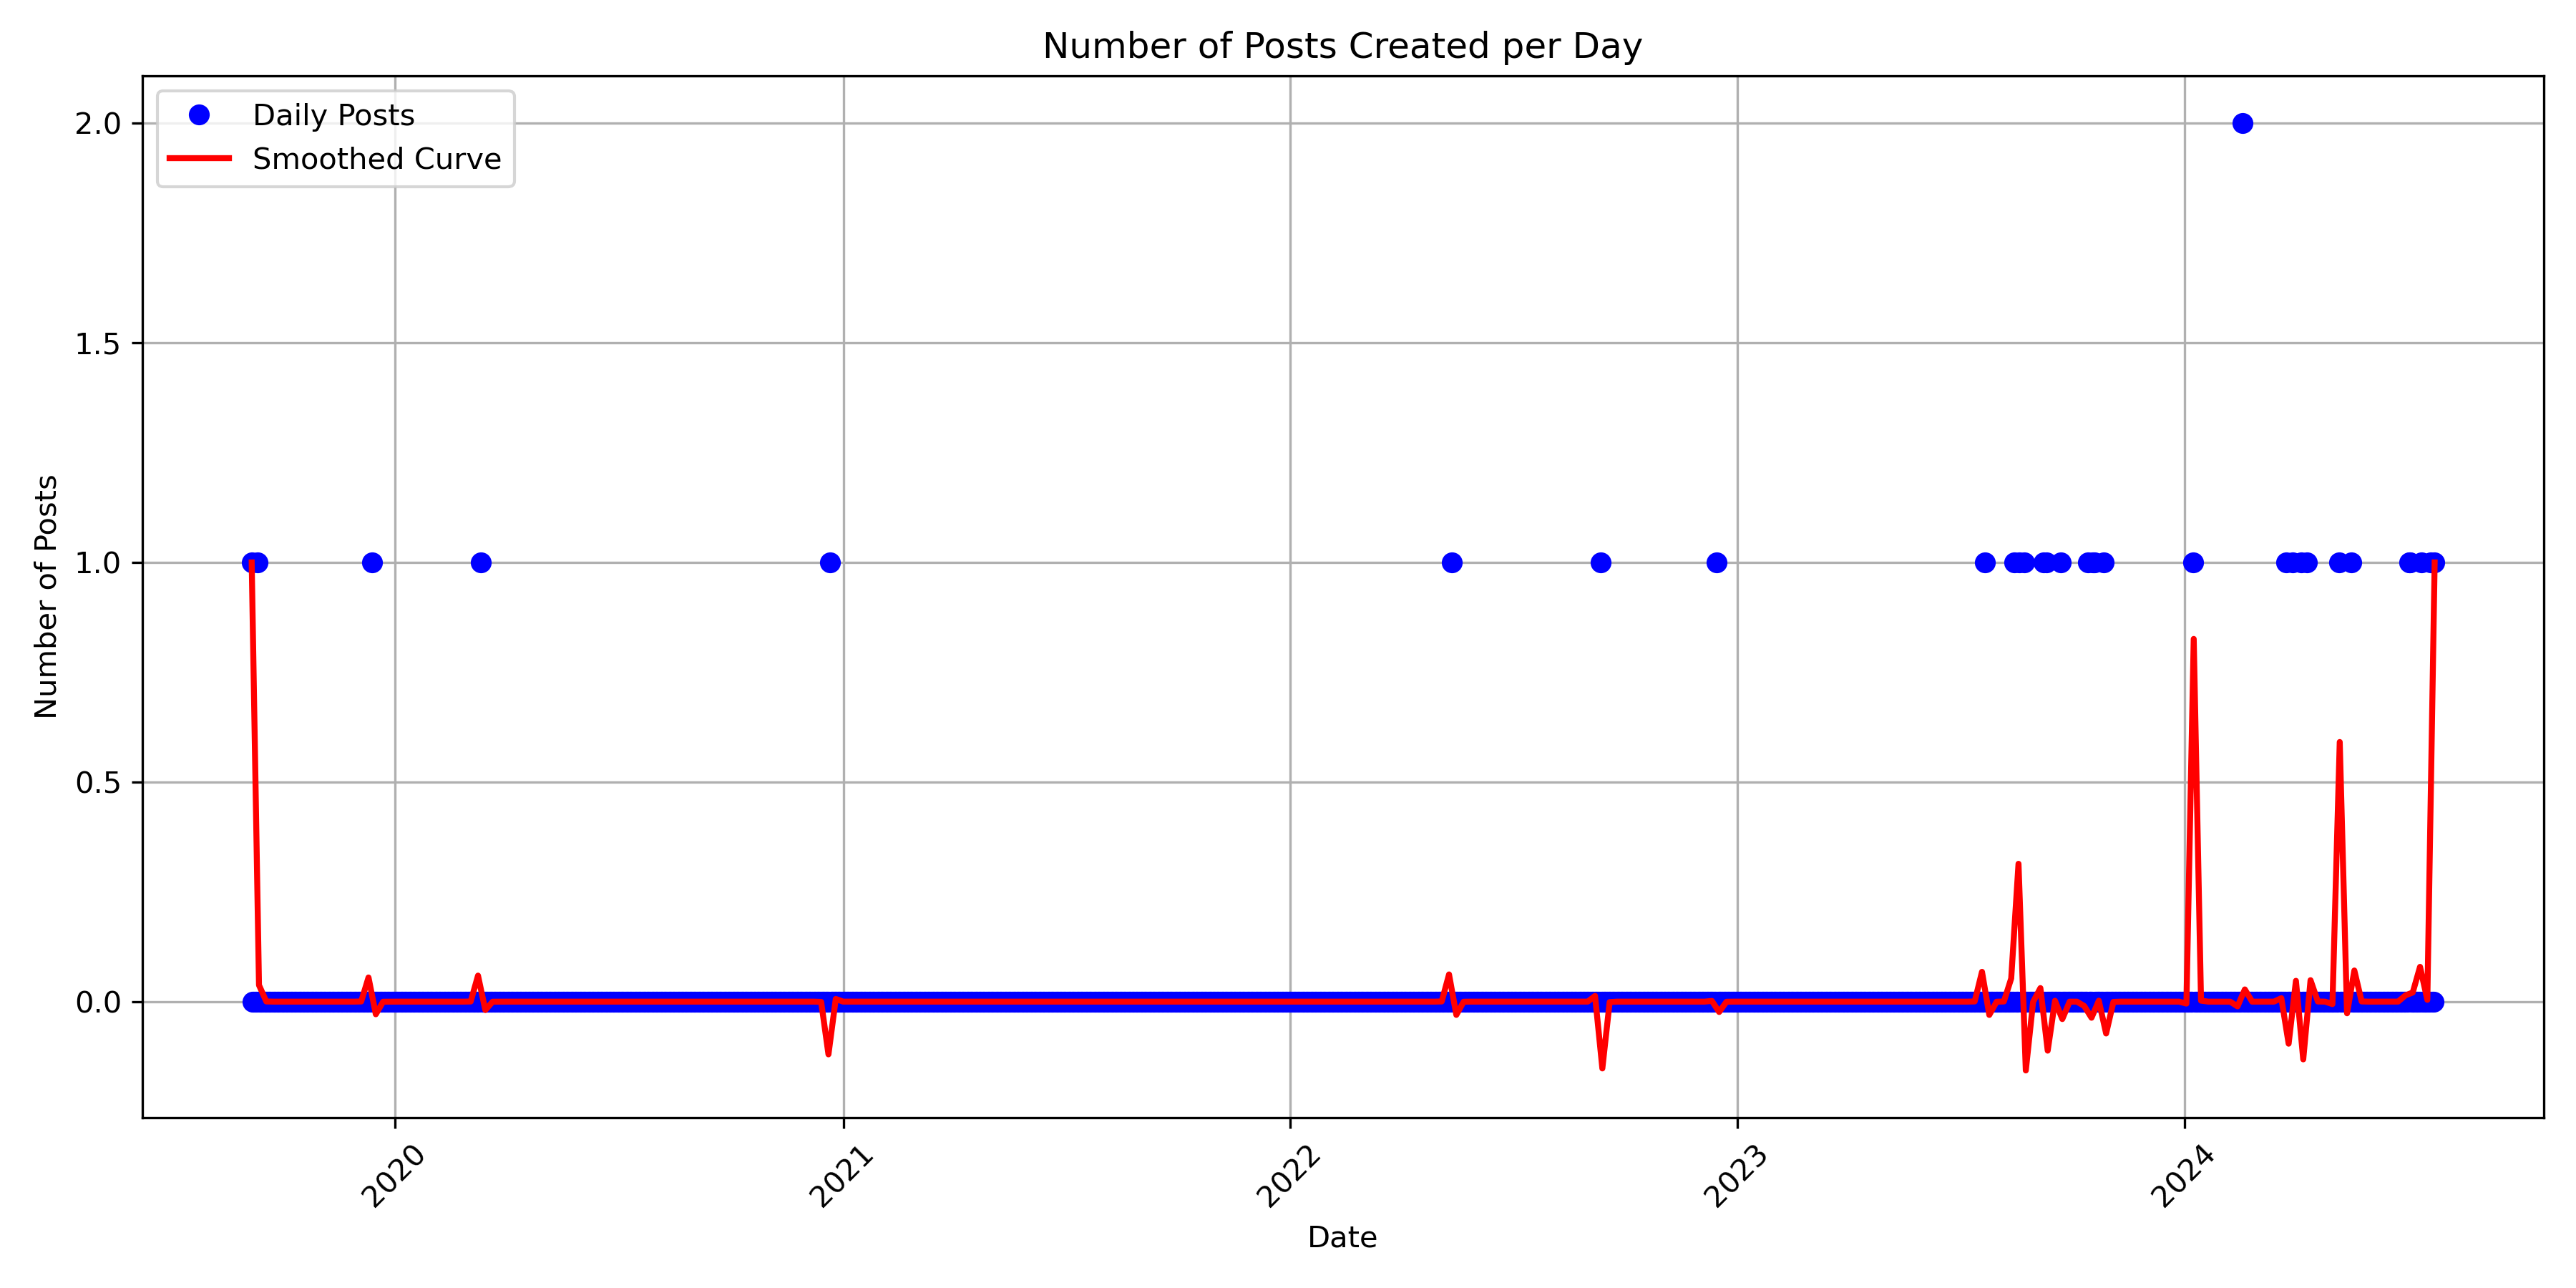 Number of Posts Created per Day
Daily Posts
Smoothed Curve
Number of Posts
2.0
1.5
1.0
0.5
0.0
2020
2021
2022
2023
2024
Date